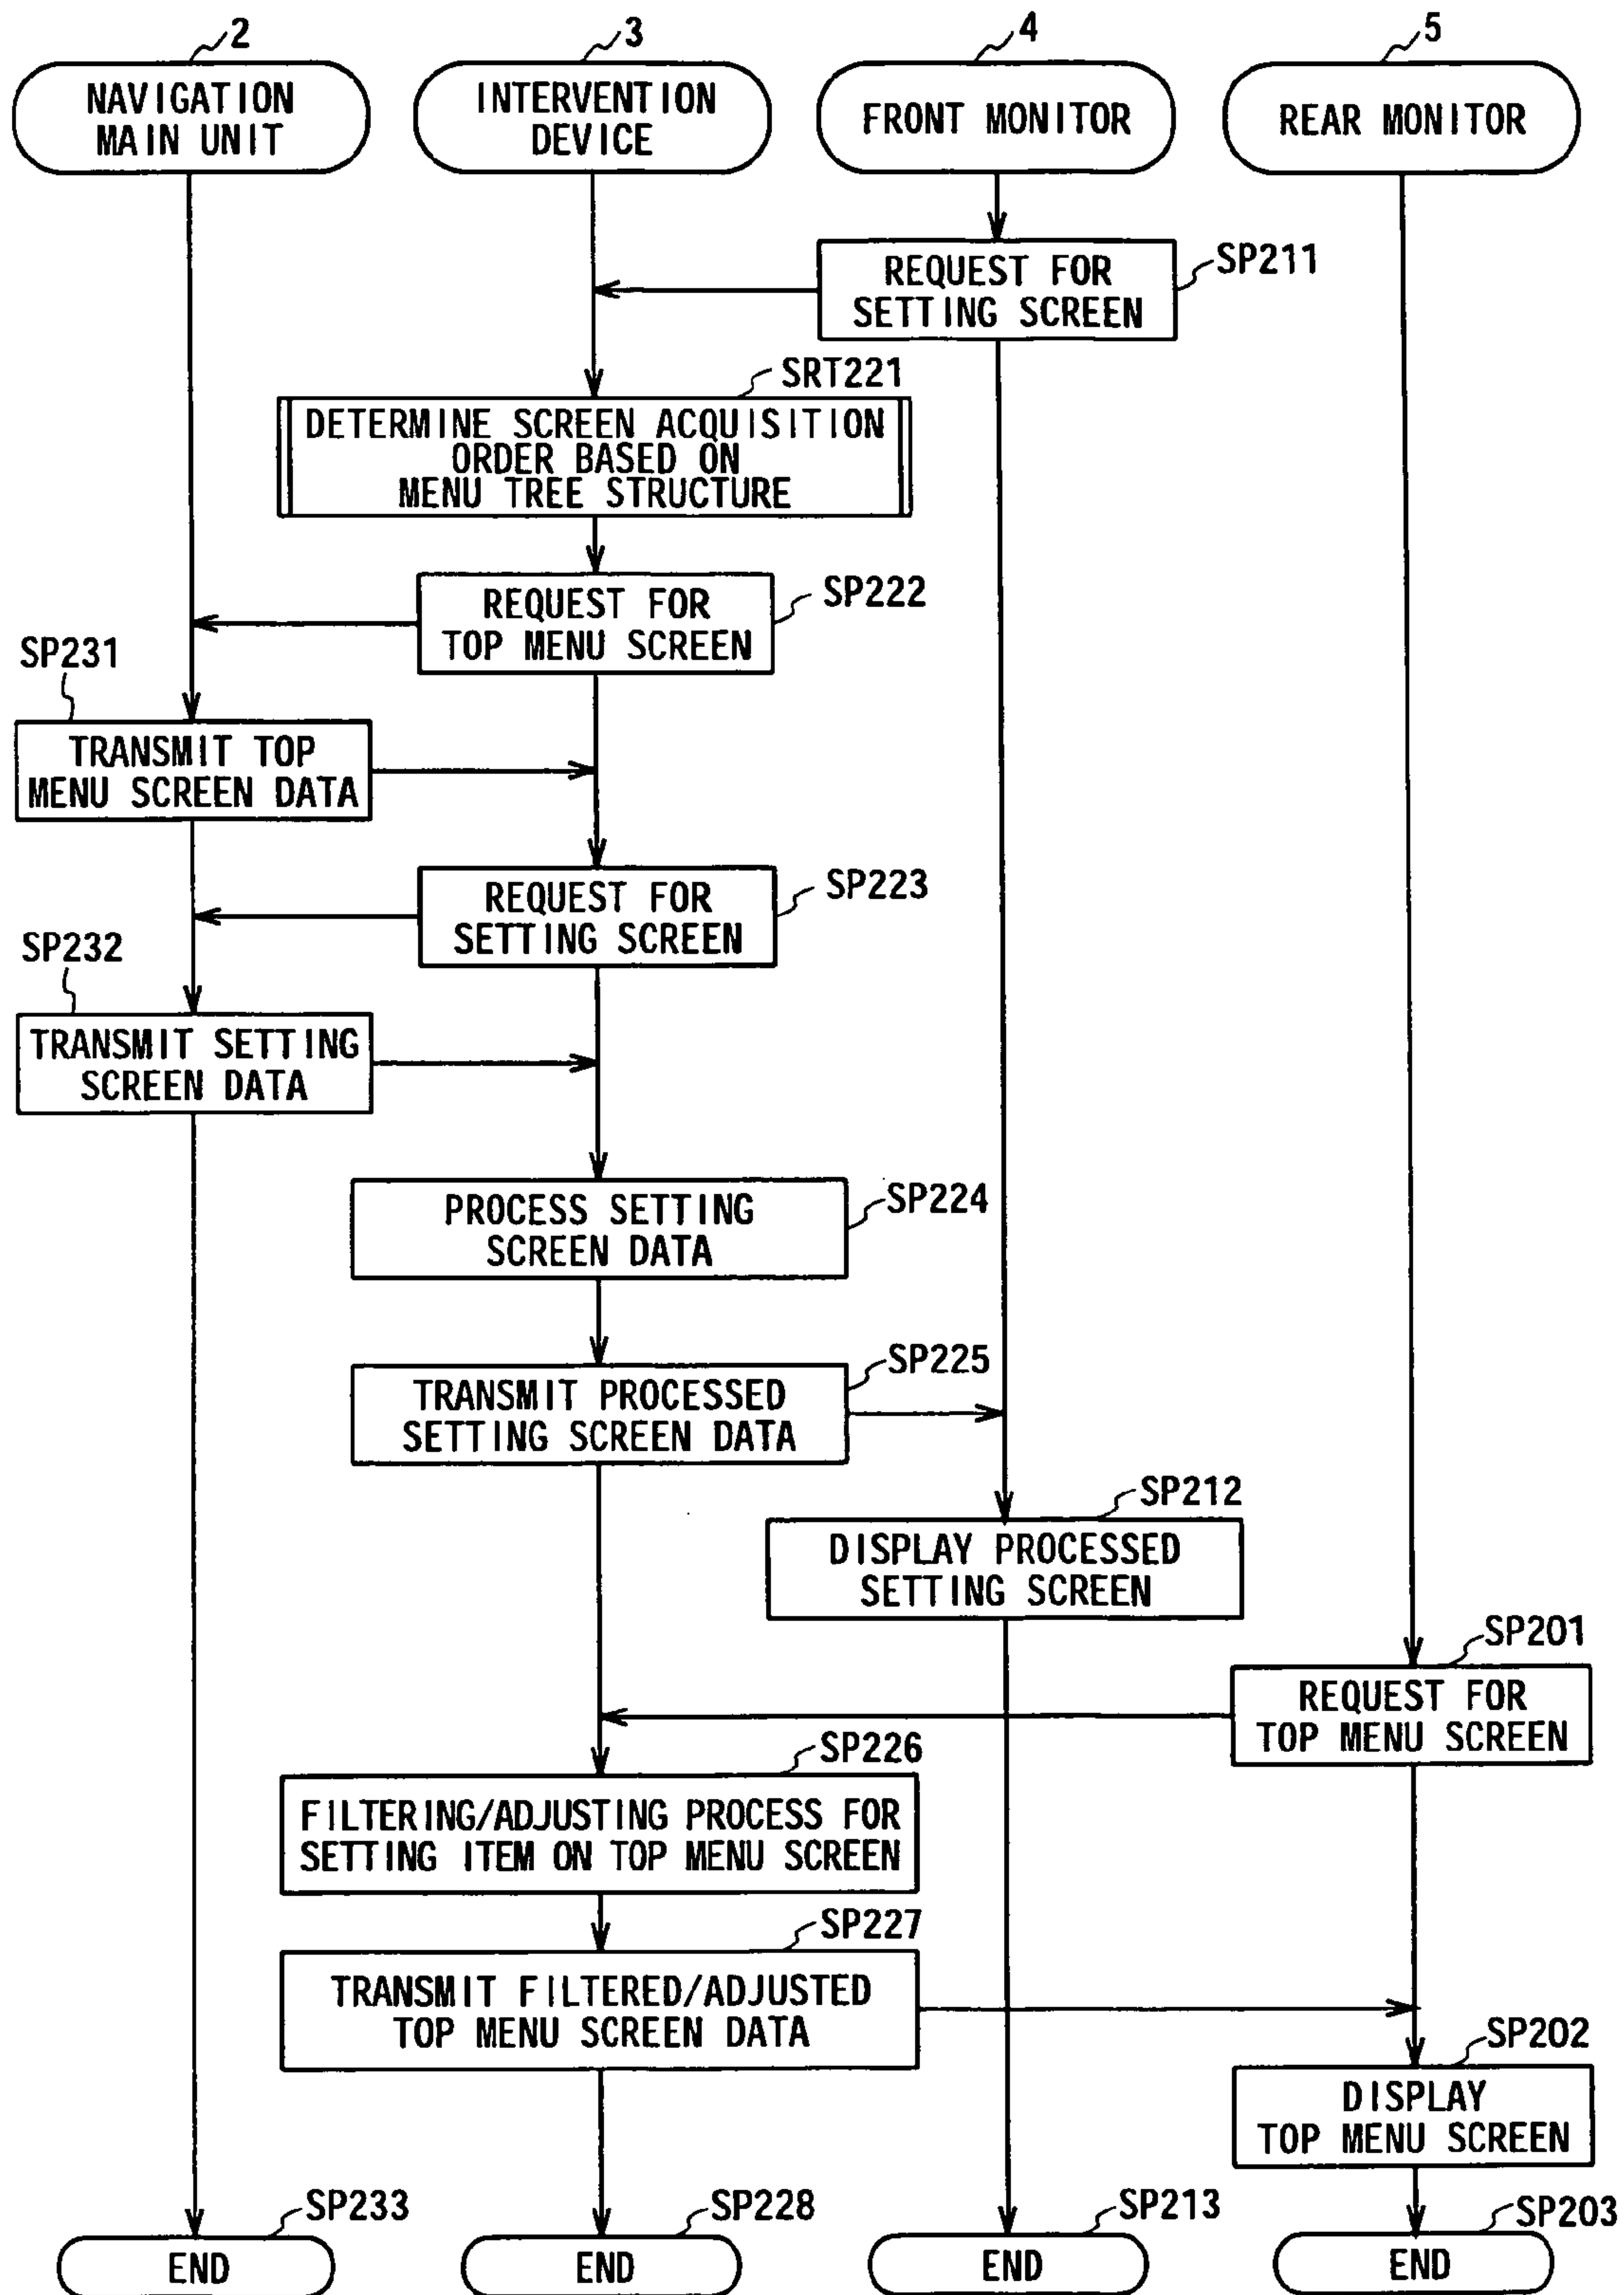 2
3
4
5
NAVIGATION
MAIN UNIT
INTERVENTION
DEVICE
FRONT MONITOR
REAR MONITOR
SP211
REQUEST FOR
SETTING SCREEN
SRT221
DETERMINE SCREEN ACQUISITION
ORDER BASED ON
MENU TREE STRUCTURE
SP222
REQUEST FOR
TOP MENU SCREEN
SP231
TRANSMIT TOP
MENU SCREEN DATA
SP223
REQUEST FOR
SETTING SCREEN
SP232
TRANSMIT SETTING
SCREEN DATA
SP224
PROCESS SETTING
SCREEN DATA
SP225
TRANSMIT PROCESSED
SETTING SCREEN DATA
SP212
DISPLAY PROCESSED
SETTING SCREEN
SP201
REQUEST FOR
TOP MENU SCREEN
SP226
FILTERING/ADJUSTING PROCESS FOR
SETTING ITEM ON TOP MENU SCREEN
SP227
TRANSMIT FILTERED/ADJUSTED
TOP MENU SCREEN DATA
SP202
DISPLAY
TOP MENU SCREEN
SP233
SP228
SP213
SP203
END
END
END
END